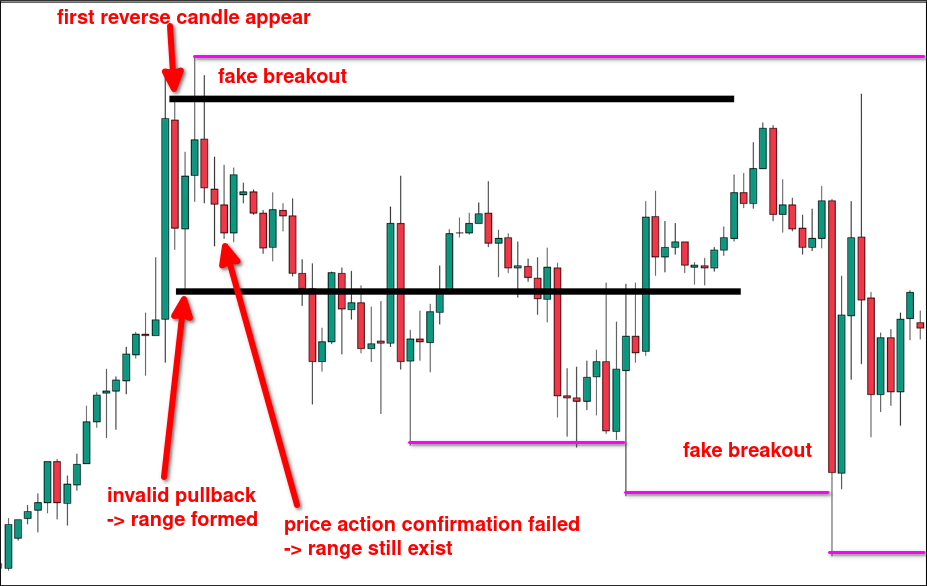 first reverse candle appear
fake breakout
fake breakout
invalid pullback
-> range formed
price action confirmation failed
-> range still exist